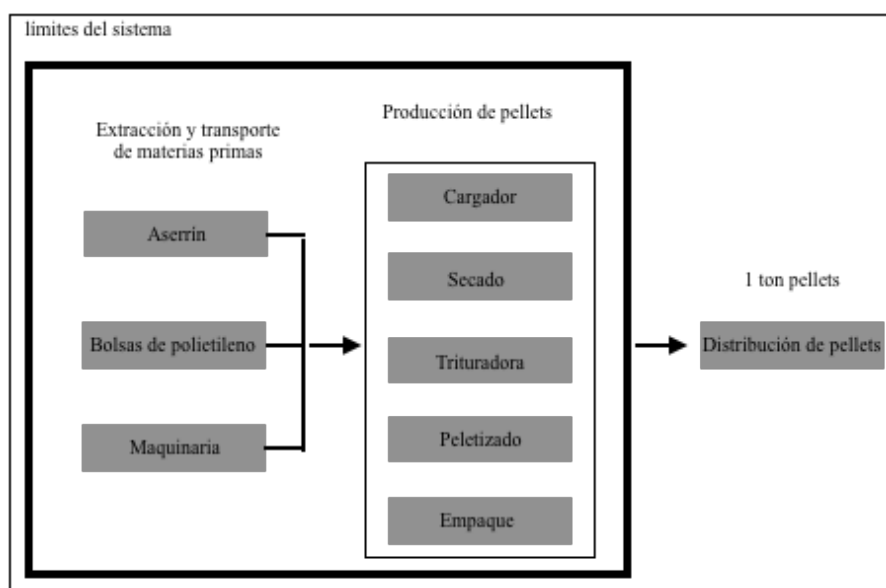 límites del sistema
Extracción y transporte
de materias primas
Aserrín
Bolsas de polietileno
Maquinaria
Producción de pellets
Cargador
Secado
Trituradora
Peletizado
Empaque
1 ton pellets
Distribución de pellets